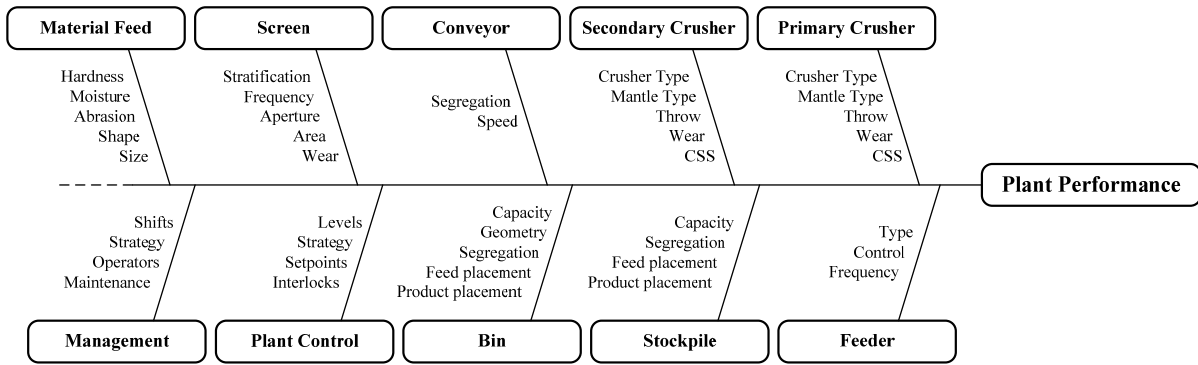 Material Feed
Screen
Conveyor
Secondary Crusher
Primary Crusher
Hardness
Moisture
Abrasion
Shape
Size
Stratification
Frequency
Aperture
Area
Wear
Segregation
Speed
Crusher Type
Mantle Type
Throw
Wear
CSS
Crusher Type
Mantle Type
Throw
Wear
CSS
Plant Performance
Shifts
Strategy
Operators
Maintenance
Levels
Strategy
Setpoints
Interlocks
Capacity
Geometry
Segregation
Feed placement
Product placement
Capacity
Segregation
Feed placement
Product placement
Type
Control
Frequency
Management
Plant Control
Bin
Stockpile
Feeder